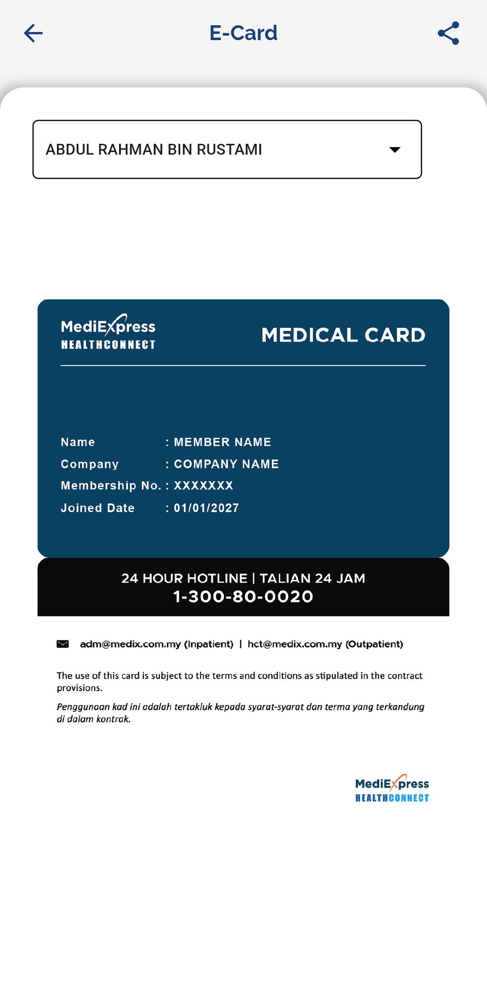 E-Card
ABDUL RAHMAN BIN RUSTAMI
MediExpress
HEALTHCONNECT
MEDICAL CARD
Name : MEMBER NAME
Company : COMPANY NAME
Membership No. : XXXXXXX
Joined Date : 01/01/2027
24 HOUR HOTLINE | TALIAN 24 JAM
1-300-80-0020
adm@medix.com.my (Inpatient) | hct@medix.com.my (Outpatient)
The use of this card is subject to the terms and conditions as stipulated in the contract
provisions.
Penggunaan kad ini adalah tertakluk kepada syarat-syarat dan terma yang terkandung
di dalam kontrak.
MediExpress
HEALTHCONNECT